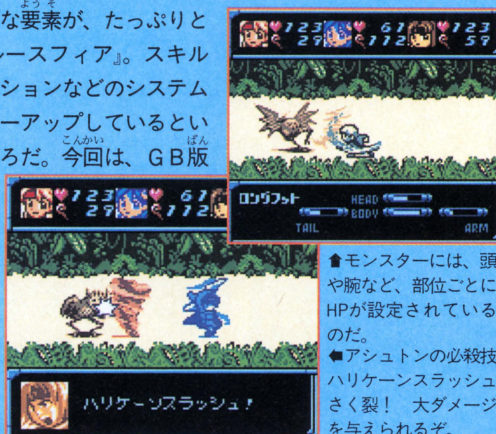 な要素が、たっぷりと
ースフィア』。スキル
ションなどのシステム
ーアップしているとい
ろだ。今回は、GB版
123 61 123
29 112 59
ロングフット
HEAD
BODY
TAIL
ARM
123 61
29 112
ハリケーンスラッシュ！
⬆モンスターには、頭
や腕など、部位ごとに
HPが設定されている
のだ。
⬅アシュトンの必殺技
ハリケーンスラッシュ
さく裂！ 大ダメージ
を与えられるぞ。